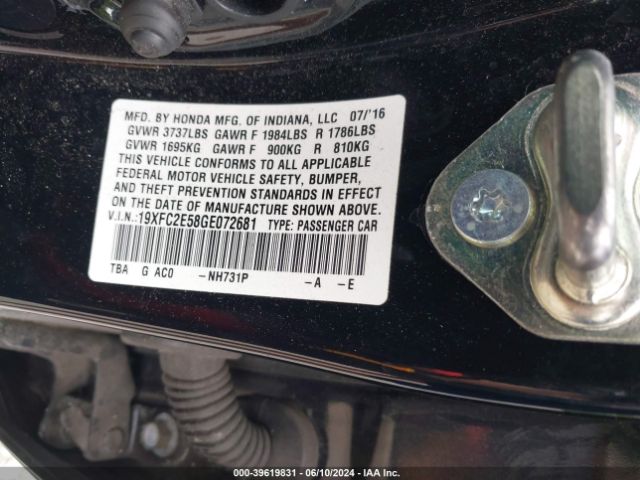 MFD. BY HONDA MFG. OF INDIANA, LLC 07/'16
GVWR 3737LBS GAWR F 1984LBS R 1786LBS
GVWR 1695KG GAWR F 900KG R 810KG
THIS VEHICLE CONFORMS TO ALL APPLICABLE
FEDERAL MOTOR VEHICLE SAFETY, BUMPER,
AND THEFT PREVENTION STANDARDS IN EFFECT
ON THE DATE OF MANUFACTURE SHOWN ABOVE.
V.I.N.:19XFC2E58GE072681 TYPE: PASSENGER CAR
TBA G AC0 -NH731P -A -E
000-39619831 - 06/10/2024 - IAA Inc.